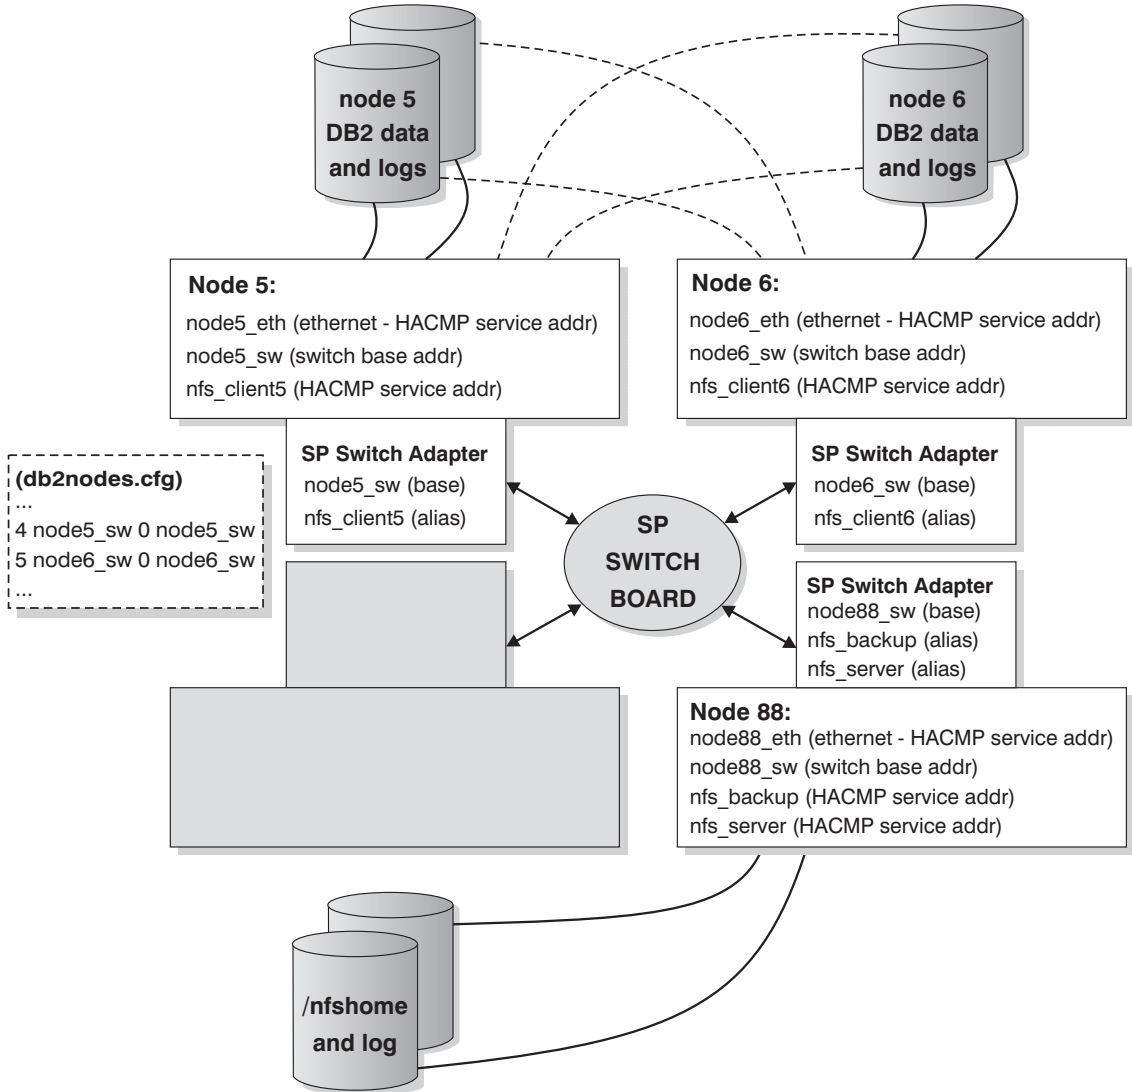 node 5
DB2 data
and logs
node 6
DB2 data
and logs
Node 5:
node5_eth (ethernet - HACMP service addr)
node5_sw (switch base addr)
nfs_client5 (HACMP service addr)
Node 6:
node6_eth (ethernet - HACMP service addr)
node6_sw (switch base addr)
nfs_client6 (HACMP service addr)
(db2nodes.cfg)
...
4 node5_sw 0 node5_sw
5 node6_sw 0 node6_sw
...
SP Switch Adapter
node5_sw (base)
nfs_client5 (alias)
SP
SWITCH
BOARD
SP Switch Adapter
node6_sw (base)
nfs_client6 (alias)
SP Switch Adapter
node88_sw (base)
nfs_backup (alias)
nfs_server (alias)
Node 88:
node88_eth (ethernet - HACMP service addr)
node88_sw (switch base addr)
nfs_backup (HACMP service addr)
nfs_server (HACMP service addr)
/nfshome
and log